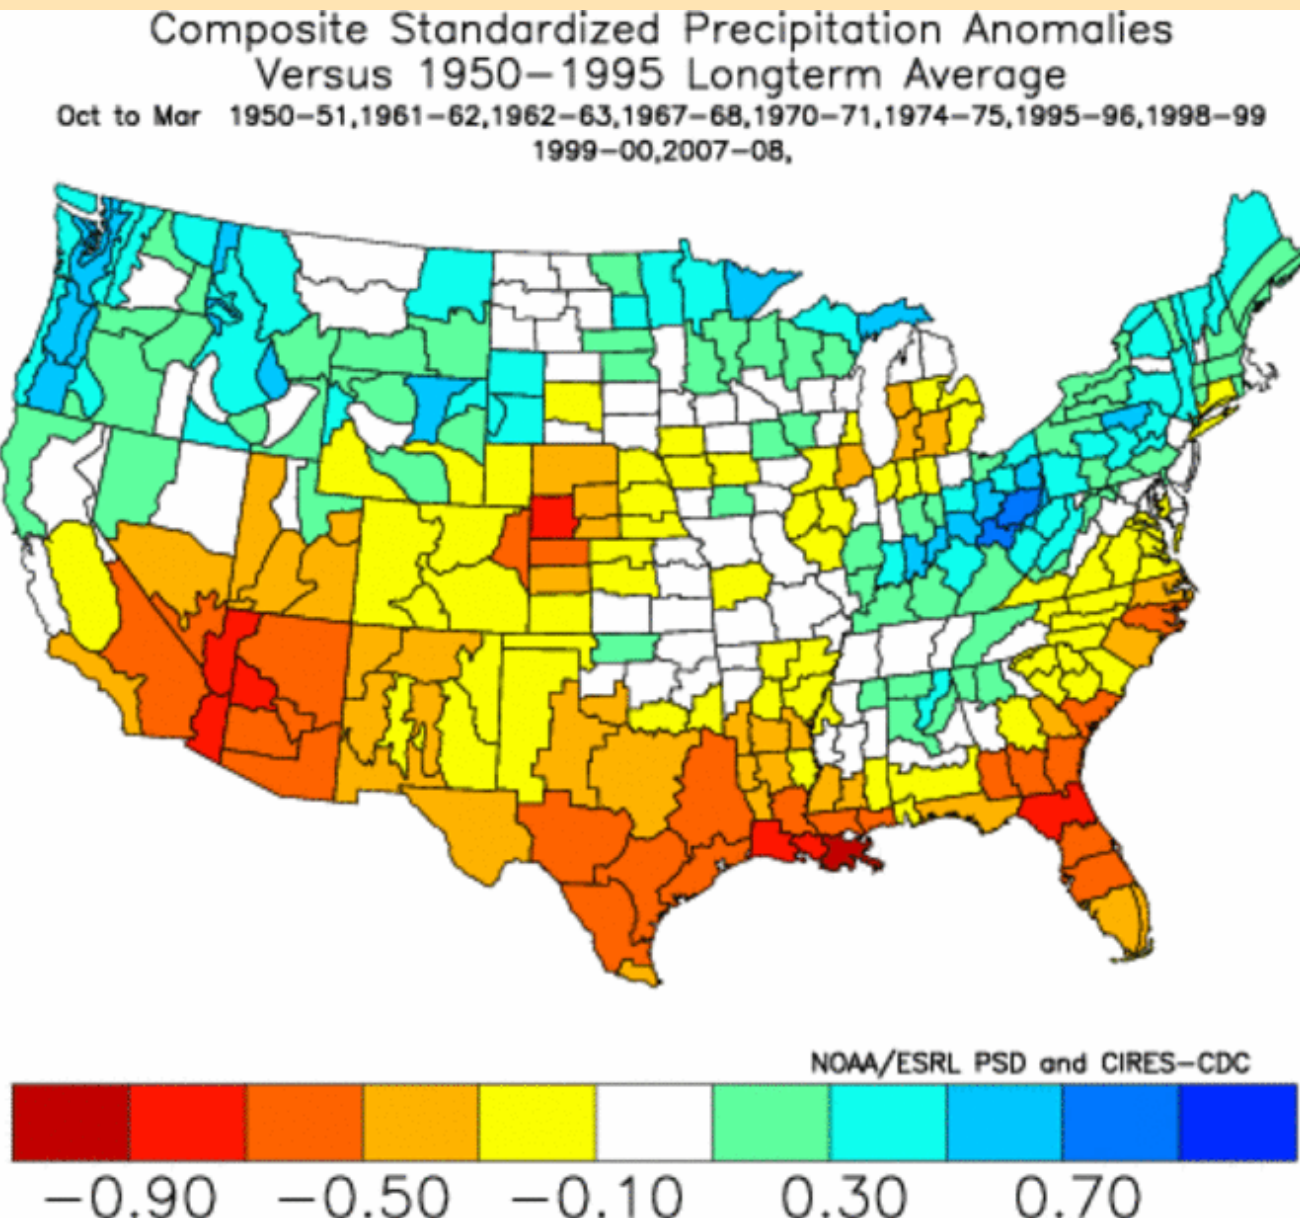 Composite Standardized Precipitation Anomalies
Versus 1950-1995 Longterm Average
Oct to Mar 1950-51,1961-62,1962-63,1967-68,1970-71,1974-75,1995-96,1998-99
1999-00,2007-08,
NOAA/ESRL PSD and CIRES-CDC
-0.90 -0.50 -0.10 0.30 0.70